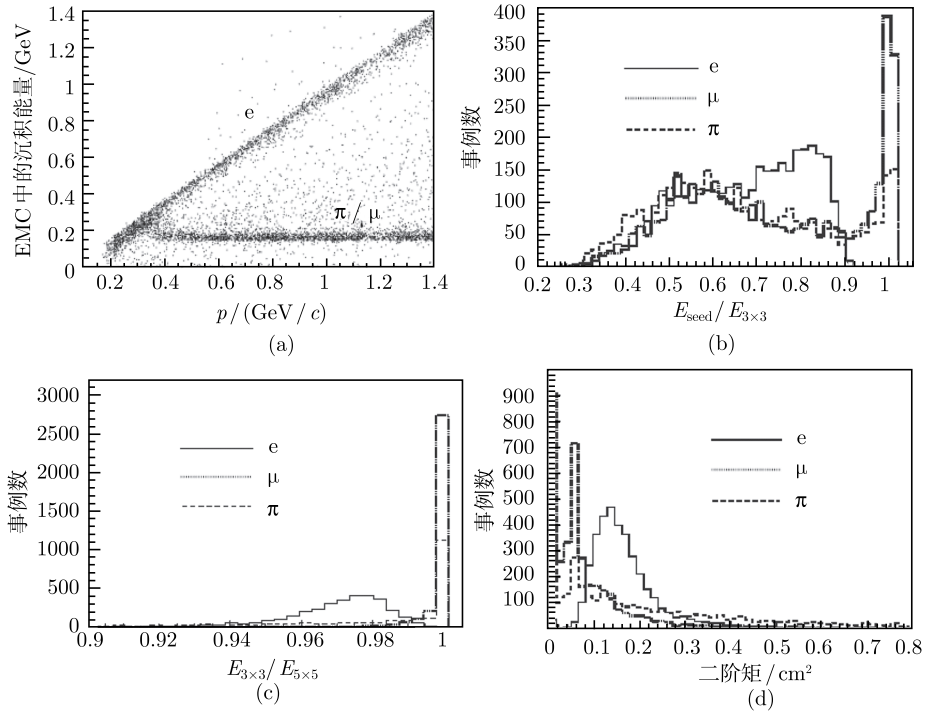 EMC 中的沉积能量/GeV
1.4
1.2
1
0.8
0.6
0.4
0.2
0
e
π / μ
0.2 0.4 0.6 0.8 1.0 1.2 1.4
p/(GeV/c)
(a)
事例数
400
350
300
250
200
150
100
50
0
e
μ
π
0.2 0.3 0.4 0.5 0.6 0.7 0.8 0.9 1
E_seed/E_3×3
(b)
事例数
3000
2500
2000
1500
1000
500
0
e
μ
π
0.9 0.92 0.94 0.96 0.98 1
E_3×3/E_5×5
(c)
事例数
900
800
700
600
500
400
300
200
100
e
μ
π
0 0.1 0.2 0.3 0.4 0.5 0.6 0.7 0.8
二阶矩/cm²
(d)